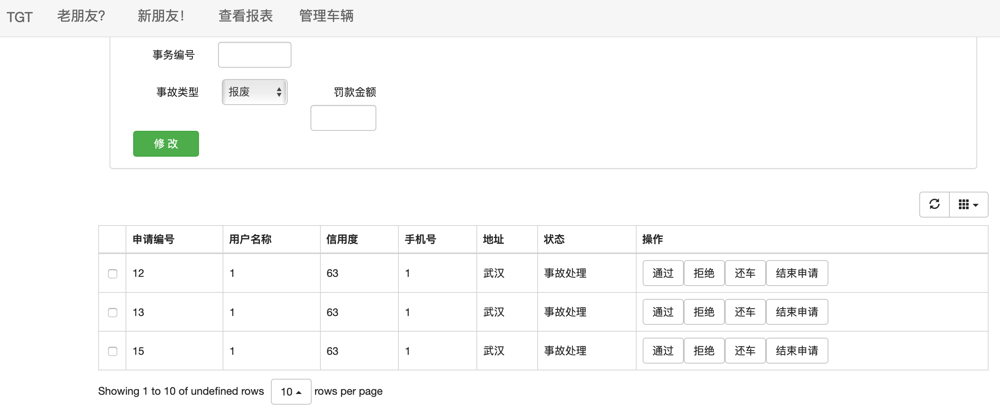 TGT 老朋友? 新朋友! 查看报表 管理车辆
事务编号
事故类型 报废 罚款金额
修 改
申请编号 用户名称 信用度 手机号 地址 状态 操作
12 1 63 1 武汉 事故处理 通过 拒绝 还车 结束申请
13 1 63 1 武汉 事故处理 通过 拒绝 还车 结束申请
15 1 63 1 武汉 事故处理 通过 拒绝 还车 结束申请
Showing 1 to 10 of undefined rows 10 rows per page